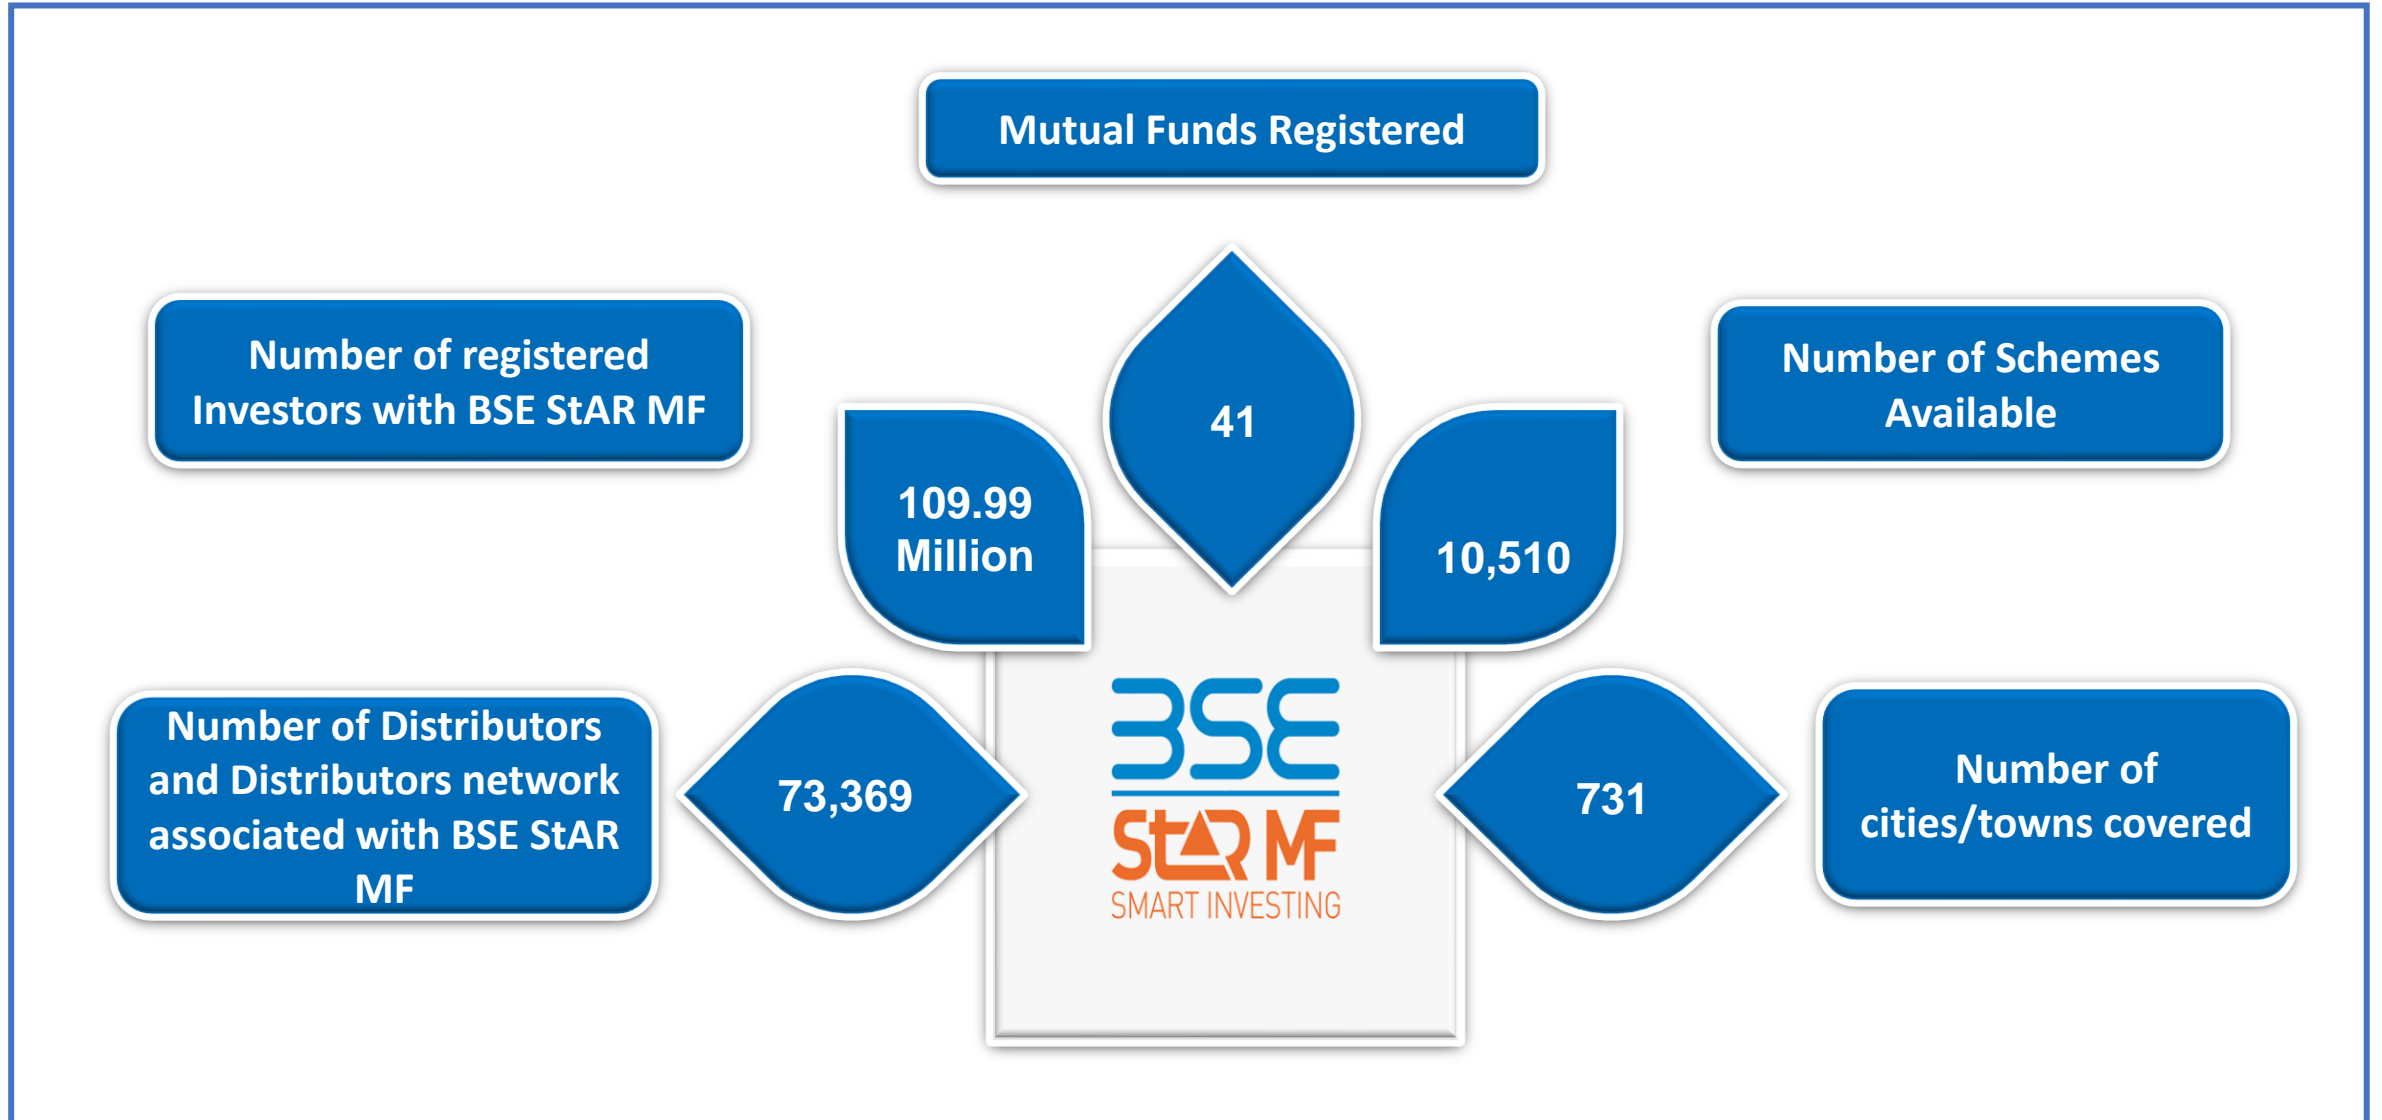 Mutual Funds Registered
41
Number of registered
Investors with BSE StAR MF
109.99
Million
Number of Schemes
Available
10,510
Number of Distributors
and Distributors network
associated with BSE StAR
MF
73,369
BSE
StAR MF
SMART INVESTING
731
Number of
cities/towns covered